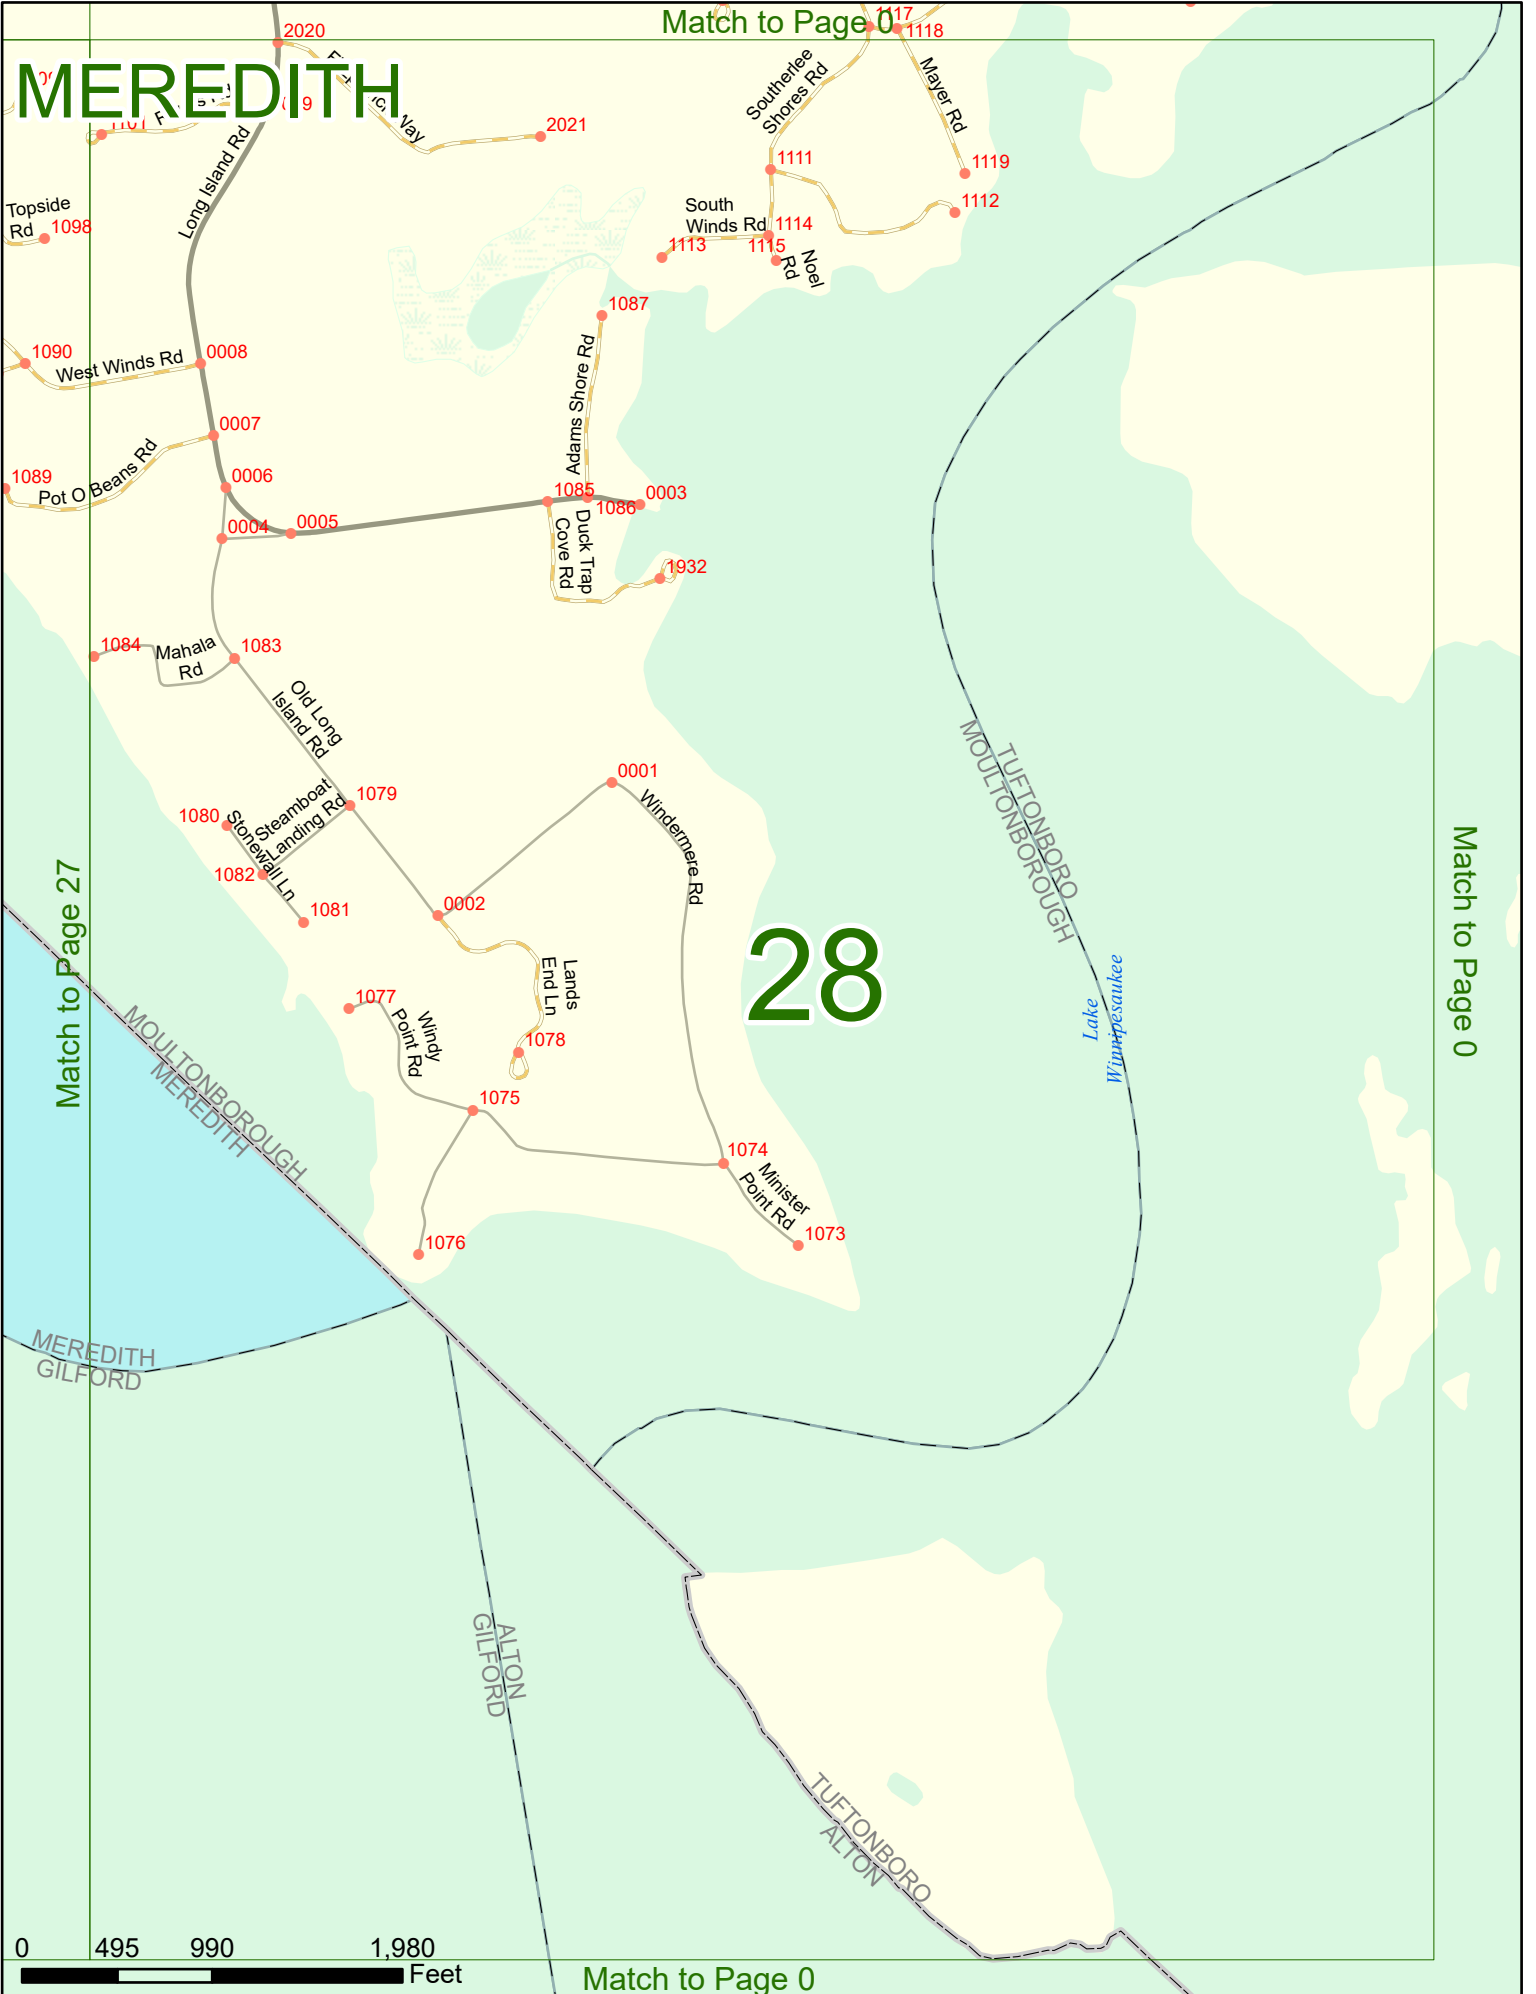 Match to Page 0
MEREDITH
2020
1117
1118
2021
1119
1111
1112
1114
1113
1115
1098
1087
1090
0008
0007
1089
0006
1085
0003
1086
0004
0005
1932
1084
1083
0001
1079
1080
1082
1081
0002
1077
1078
1075
1074
1073
1076
Southerlee
Shores Rd
Mayer Rd
Long Island Rd
Topside
Rd
South
Winds Rd
Noel
Rd
West Winds Rd
Adams Shore Rd
Pot O Beans Rd
Duck Trap
Cove Rd
Mahala
Rd
Old Long
Island Rd
Steamboat
Landing Rd
Stonewall Ln
Windermere Rd
Lands
End Ln
Windy
Point Rd
Minister
Point Rd
28
TUFTONBORO
MOULTONBOROUGH
Lake
Winnipesaukee
Match to Page 27
Match to Page 0
MOULTONBOROUGH
MEREDITH
MEREDITH
GILFORD
ALTON
GILFORD
TUFTONBORO
ALTON
0 495 990 1,980
Feet
Match to Page 0